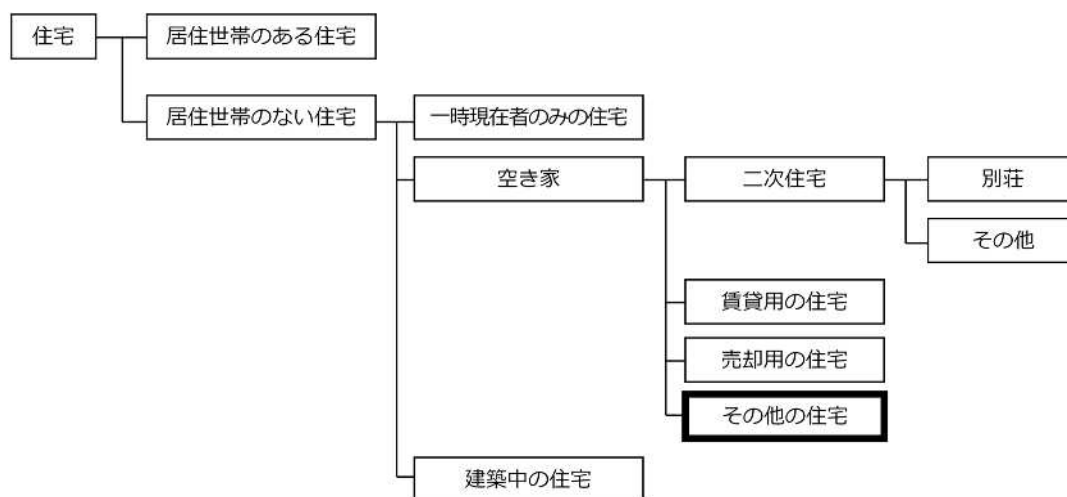 住宅
居住世帯のある住宅
居住世帯のない住宅
一時現在者のみの住宅
空き家
二次住宅
別荘
その他
賃貸用の住宅
売却用の住宅
その他の住宅
建築中の住宅